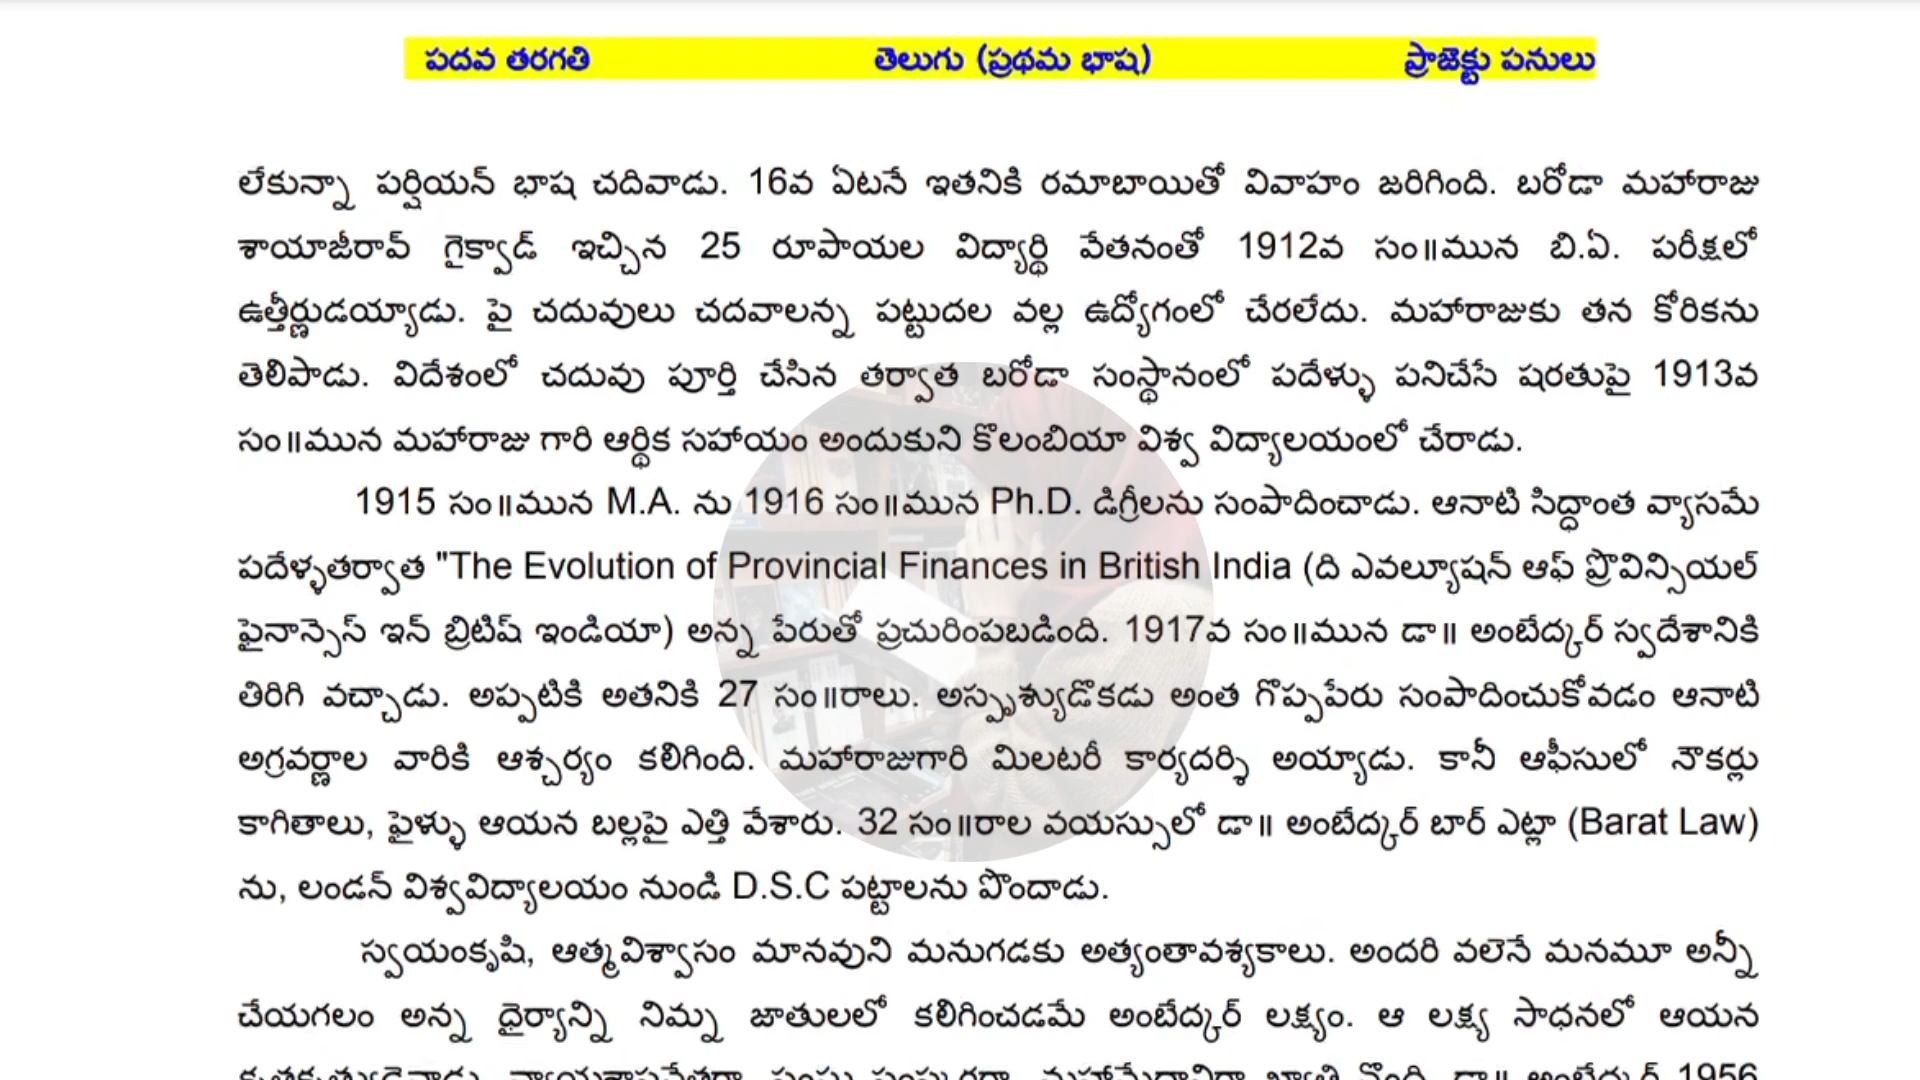 పదవ తరగతి తెలుగు (ప్రథమ భాష) ప్రాజెక్టు పనులు
లేకున్నా పర్షియన్ భాష చదివాడు. 16వ ఏటనే ఇతనికి రమాబాయితో వివాహం జరిగింది. బరోడా మహారాజు
శాయాజీరావ్ గైక్వాడ్ ఇచ్చిన 25 రూపాయల విద్యార్థి వేతనంతో 1912వ సం॥మున బి.ఏ. పరీక్షలో
ఉత్తీర్ణుడయ్యాడు. పై చదువులు చదవాలన్న పట్టుదల వల్ల ఉద్యోగంలో చేరలేదు. మహారాజుకు తన కోరికను
తెలిపాడు. విదేశంలో చదువు పూర్తి చేసిన తర్వాత బరోడా సంస్థానంలో పదేళ్ళు పనిచేసే షరతుపై 1913వ
సం॥మున మహారాజు గారి ఆర్థిక సహాయం అందుకుని కొలంబియా విశ్వ విద్యాలయంలో చేరాడు.
1915 సం॥మున M.A. ను 1916 సం॥మున Ph.D. డిగ్రీలను సంపాదించాడు. ఆనాటి సిద్ధాంత వ్యాసమే
పదేళ్ళతర్వాత "The Evolution of Provincial Finances in British India (ది ఎవల్యూషన్ ఆఫ్ ప్రొవిన్సియల్
ఫైనాన్సెస్ ఇన్ బ్రిటిష్ ఇండియా) అన్న పేరుతో ప్రచురింపబడింది. 1917వ సం॥మున డా॥ అంబేద్కర్ స్వదేశానికి
తిరిగి వచ్చాడు. అప్పటికి అతనికి 27 సం॥రాలు. అస్పృశ్యుడొకడు అంత గొప్పపేరు సంపాదించుకోవడం ఆనాటి
అగ్రవర్ణాల వారికి ఆశ్చర్యం కలిగింది. మహారాజుగారి మిలటరీ కార్యదర్శి అయ్యాడు. కానీ ఆఫీసులో నౌకర్లు
కాగితాలు, ఫైళ్ళు ఆయన బల్లపై ఎత్తి వేశారు. 32 సం॥రాల వయస్సులో డా॥ అంబేద్కర్ బార్ ఎట్లా (Barat Law)
ను, లండన్ విశ్వవిద్యాలయం నుండి D.S.C పట్టాలను పొందాడు.
స్వయంకృషి, ఆత్మవిశ్వాసం మానవుని మనుగడకు అత్యంతావశ్యకాలు. అందరి వలెనే మనమూ అన్నీ
చేయగలం అన్న ధైర్యాన్ని నిమ్న జాతులలో కలిగించడమే అంబేద్కర్ లక్ష్యం. ఆ లక్ష్య సాధనలో ఆయన
డా॥ అంబేద్కర్ 1956